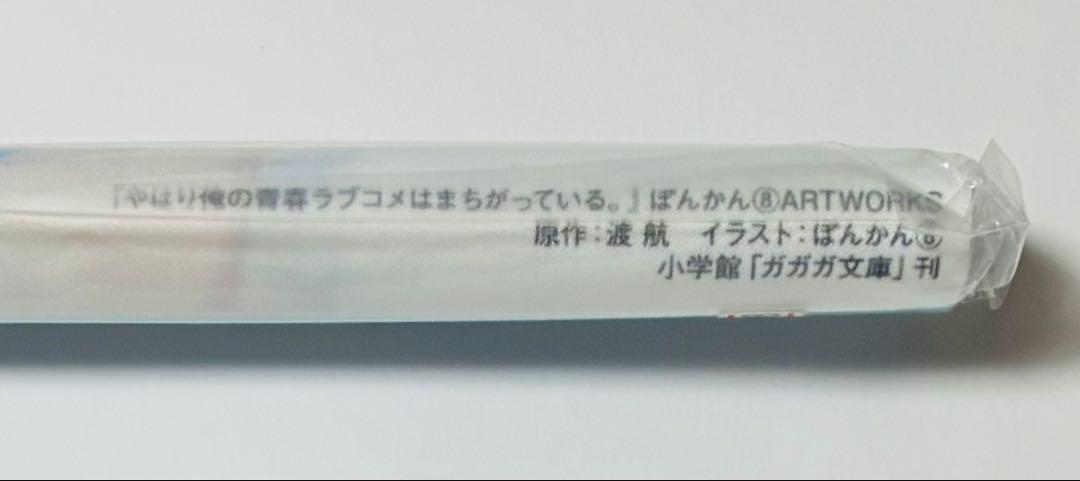 『やはり俺の青春ラブコメはまちがっている。』ぽんかん⑧ARTWORKS
原作：渡 航　イラスト：ぽんかん⑧
小学館「ガガガ文庫」刊